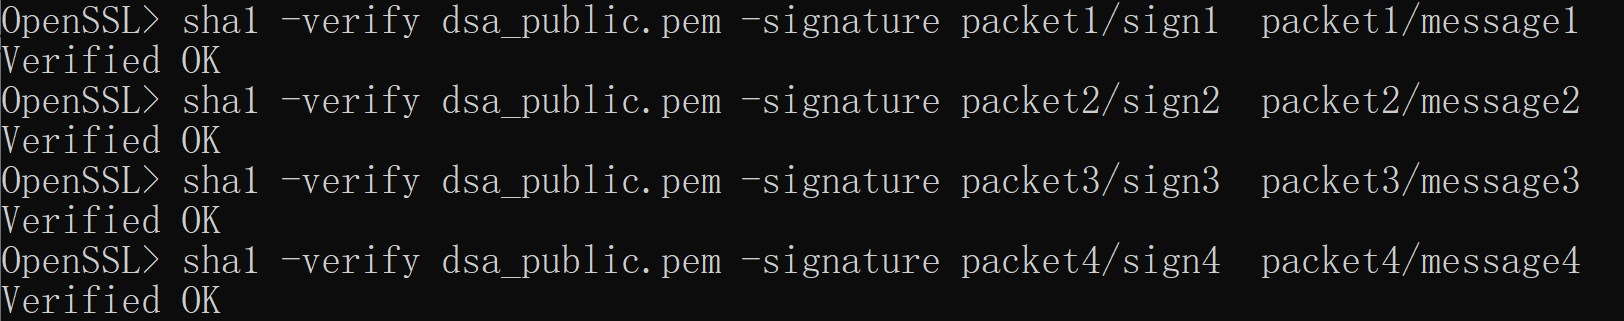 OpenSSL> sha1 -verify dsa_public.pem -signature packet1/sign1  packet1/message1
Verified OK
OpenSSL> sha1 -verify dsa_public.pem -signature packet2/sign2  packet2/message2
Verified OK
OpenSSL> sha1 -verify dsa_public.pem -signature packet3/sign3  packet3/message3
Verified OK
OpenSSL> sha1 -verify dsa_public.pem -signature packet4/sign4  packet4/message4
Verified OK